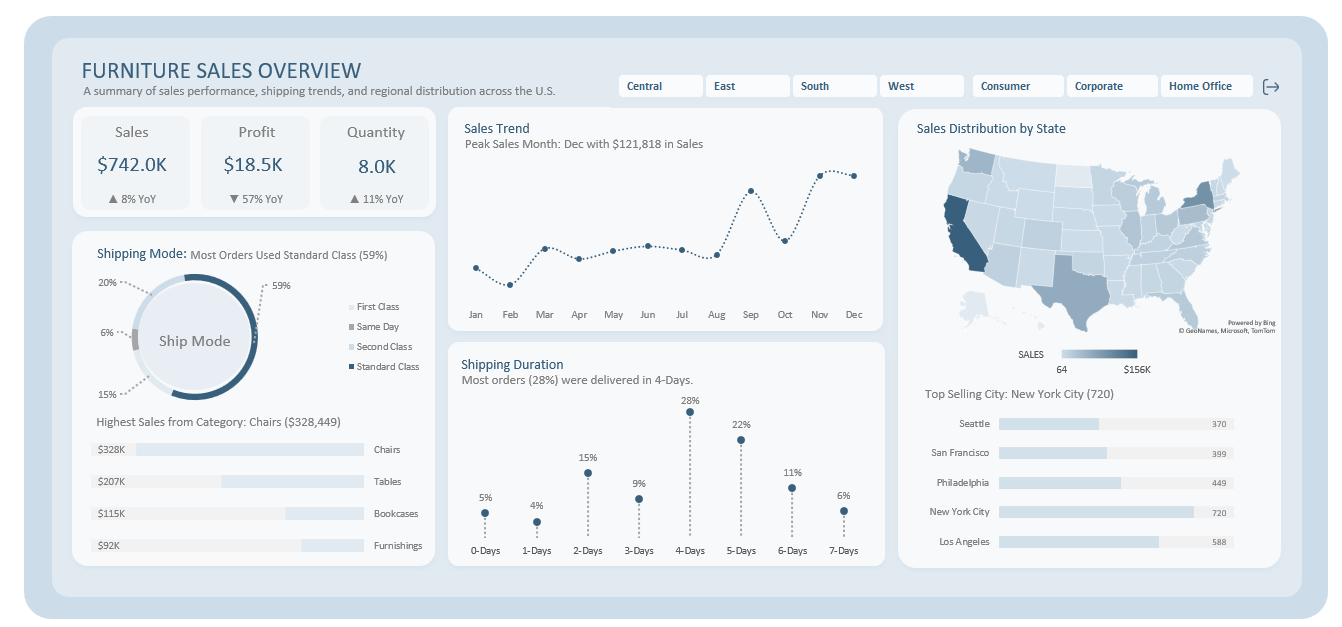 FURNITURE SALES OVERVIEW
A summary of sales performance, shipping trends, and regional distribution across the U.S.
Central East South West Consumer Corporate Home Office
Sales Profit Quantity
$742.0K $18.5K 8.0K
▲ 8% YoY ▼ 57% YoY ▲ 11% YoY
Shipping Mode: Most Orders Used Standard Class (59%)
20%
59%
6%
15%
Ship Mode
First Class
Same Day
Second Class
Standard Class
Highest Sales from Category: Chairs ($328,449)
$328K Chairs
$207K Tables
$115K Bookcases
$92K Furnishings
Sales Trend
Peak Sales Month: Dec with $121,818 in Sales
Jan Feb Mar Apr May Jun Jul Aug Sep Oct Nov Dec
Shipping Duration
Most orders (28%) were delivered in 4-Days.
5% 4% 15% 9% 28% 22% 11% 6%
0-Days 1-Days 2-Days 3-Days 4-Days 5-Days 6-Days 7-Days
Sales Distribution by State
Powered by Bing
© GeoNames, Microsoft, TomTom
SALES
64 $156K
Top Selling City: New York City (720)
Seattle 370
San Francisco 399
Philadelphia 449
New York City 720
Los Angeles 588